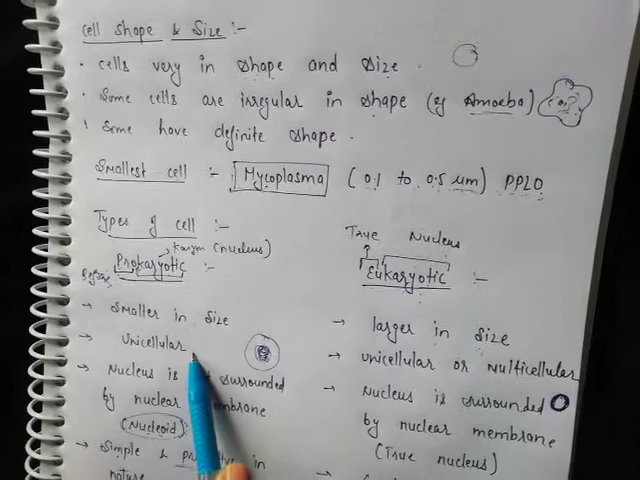 Cell Shape & Size :-
• Cells very in Shape and Size .
• Some cells are irregular in shape (eg Amoeba)
• Some have definite shape .
Smallest cell :- Mycoplasma (0.1 to 0.5 µm) PPLO
Types of cell :-
Karyon (nucleus)
Prokaryotic :-
Before
→ Smaller in Size
→ Unicellular
→ Nucleus is surrounded
by nuclear membrane
(Nucleoid)
→ Simple & in
nature
True Nucleus
Eukaryotic :-
→ larger in Size
→ Unicellular or Multicellular
→ Nucleus is surrounded
by nuclear membrane
(True nucleus)